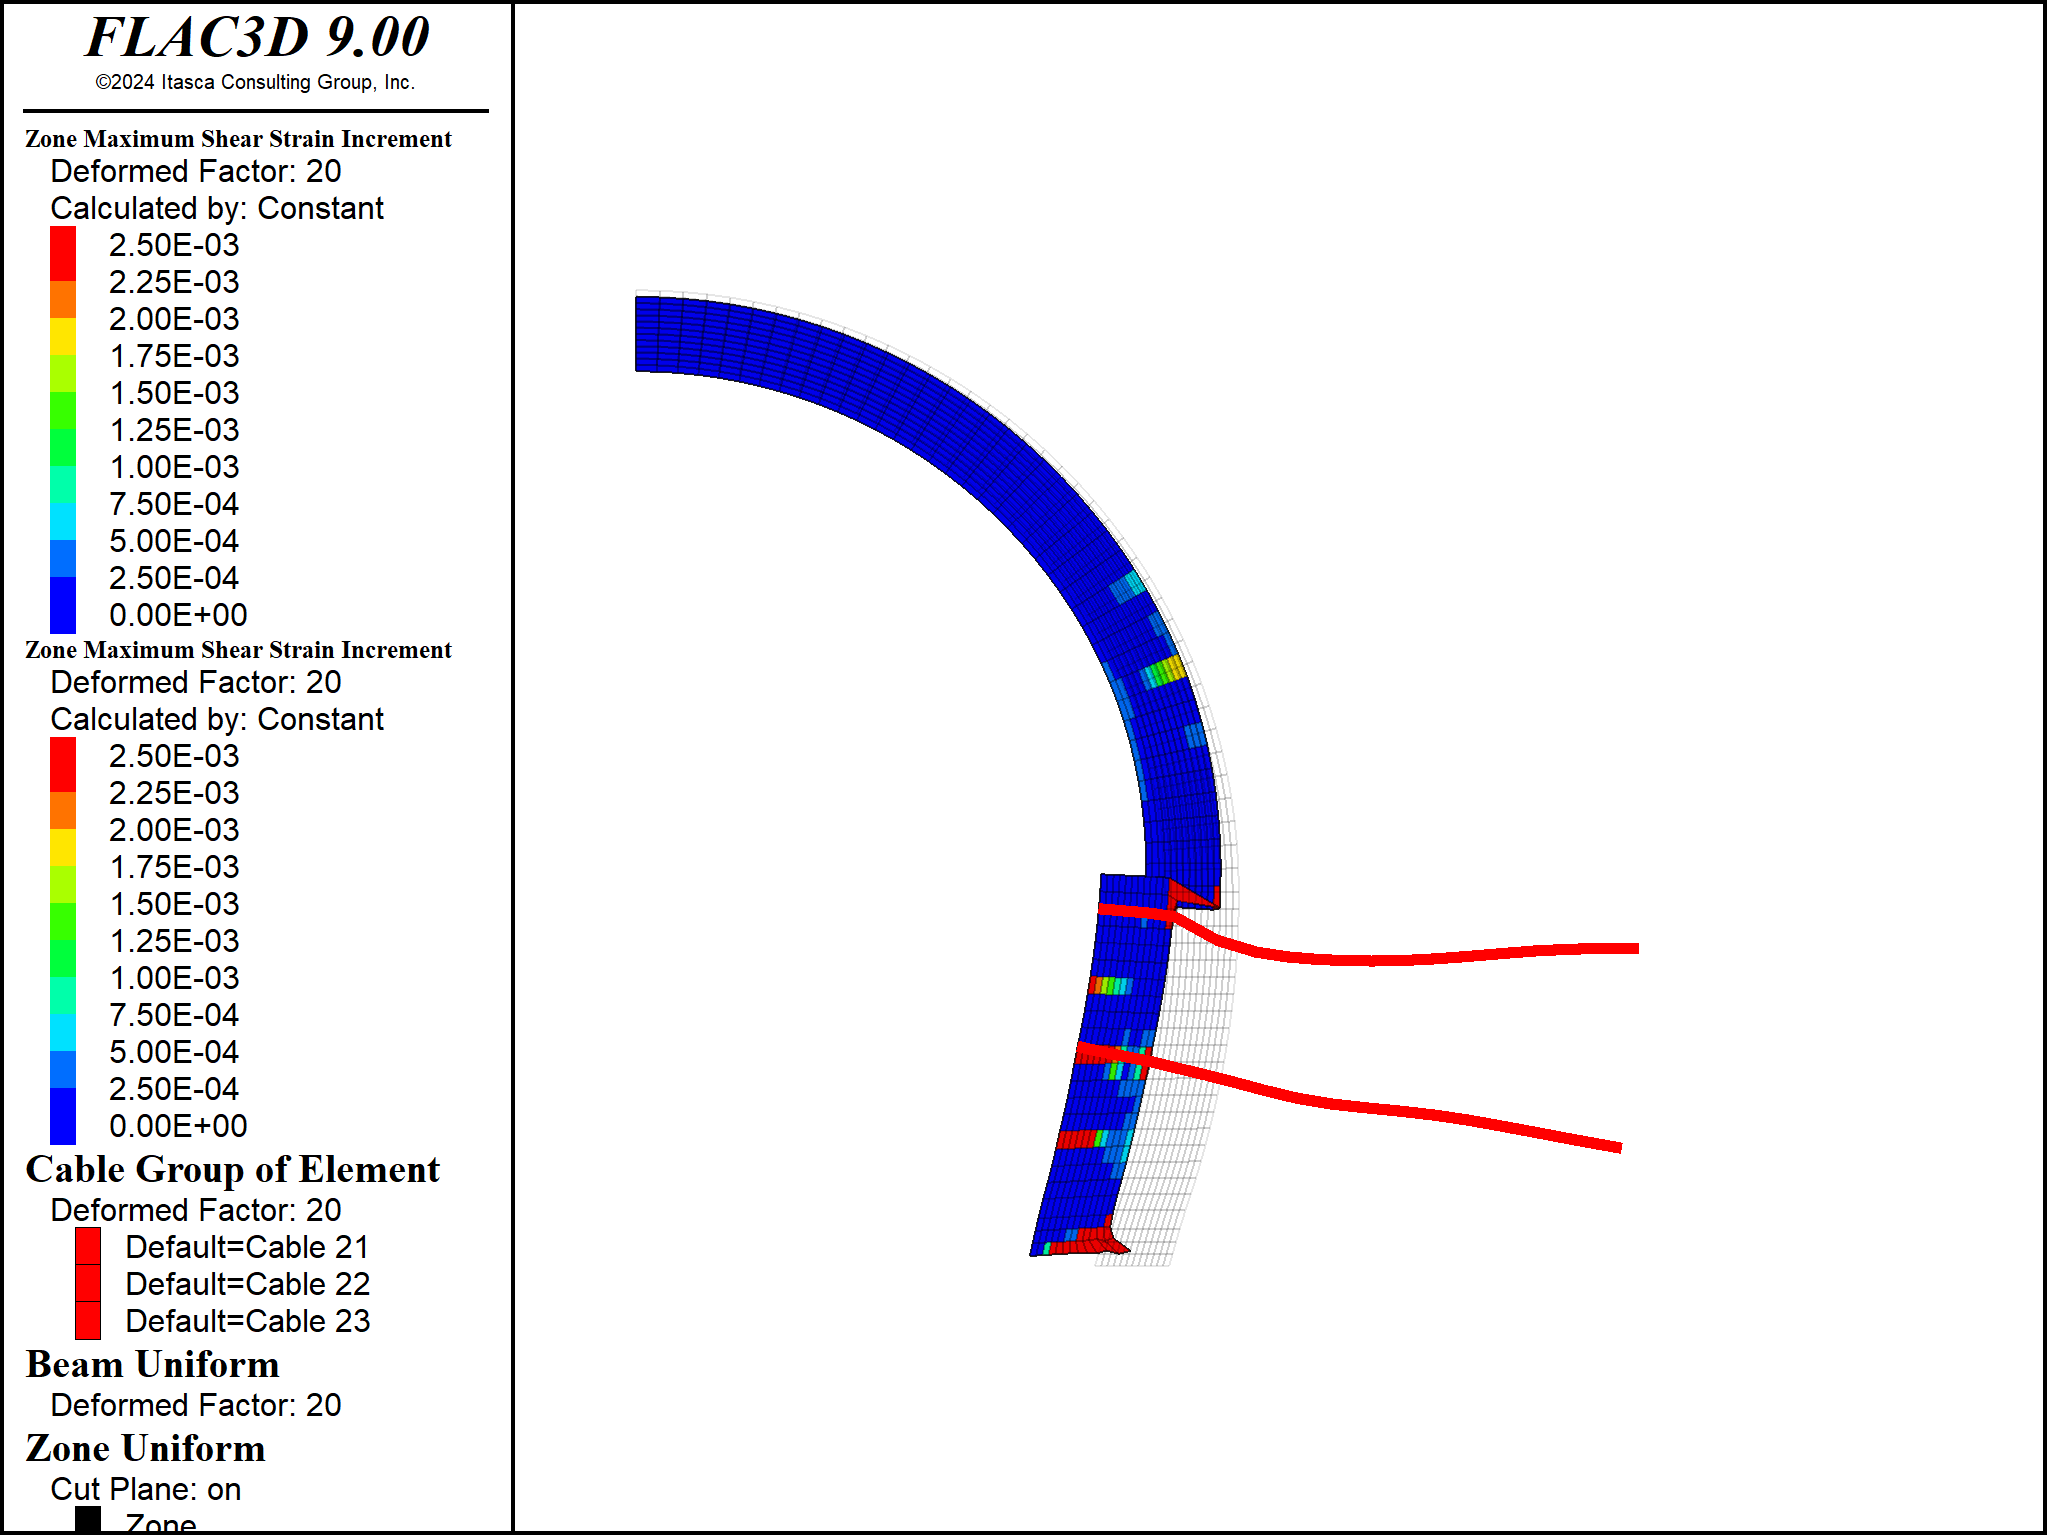 FLAC3D 9.00
©2024 Itasca Consulting Group, Inc.
Zone Maximum Shear Strain Increment
Deformed Factor: 20
Calculated by: Constant
2.50E-03
2.25E-03
2.00E-03
1.75E-03
1.50E-03
1.25E-03
1.00E-03
7.50E-04
5.00E-04
2.50E-04
0.00E+00
Zone Maximum Shear Strain Increment
Deformed Factor: 20
Calculated by: Constant
2.50E-03
2.25E-03
2.00E-03
1.75E-03
1.50E-03
1.25E-03
1.00E-03
7.50E-04
5.00E-04
2.50E-04
0.00E+00
Cable Group of Element
Deformed Factor: 20
Default=Cable 21
Default=Cable 22
Default=Cable 23
Beam Uniform
Deformed Factor: 20
Zone Uniform
Cut Plane: on
Zone